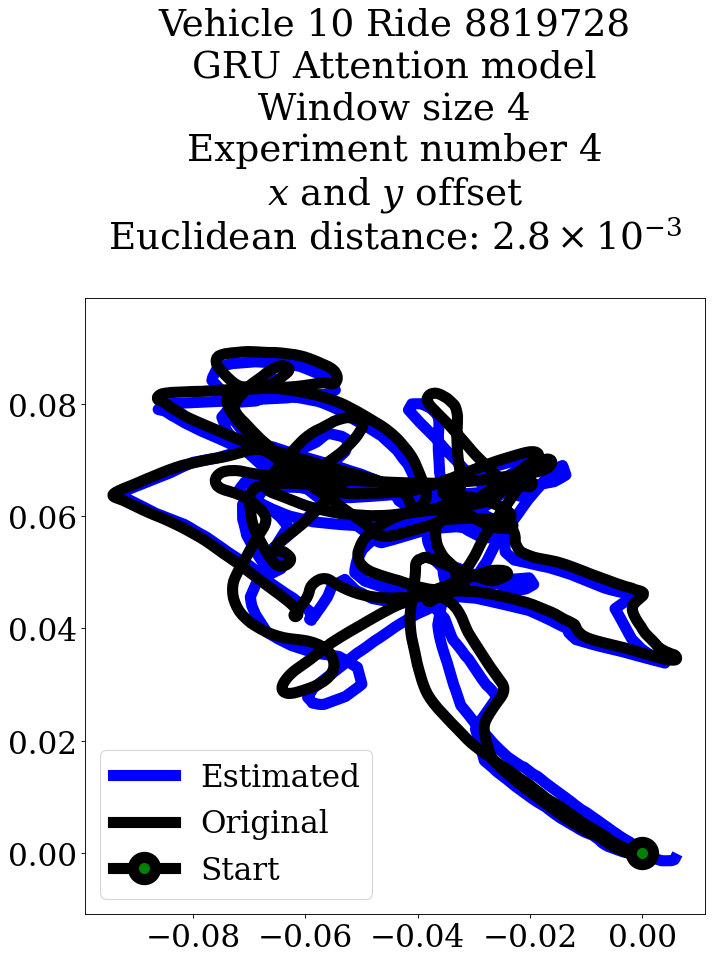 Vehicle 10 Ride 8819728
GRU Attention model
Window size 4
Experiment number 4
x and y offset
Euclidean distance: 2.8 × 10⁻³
0.08
0.06
0.04
0.02
0.00
Estimated
Original
Start
−0.08 −0.06 −0.04 −0.02 0.00